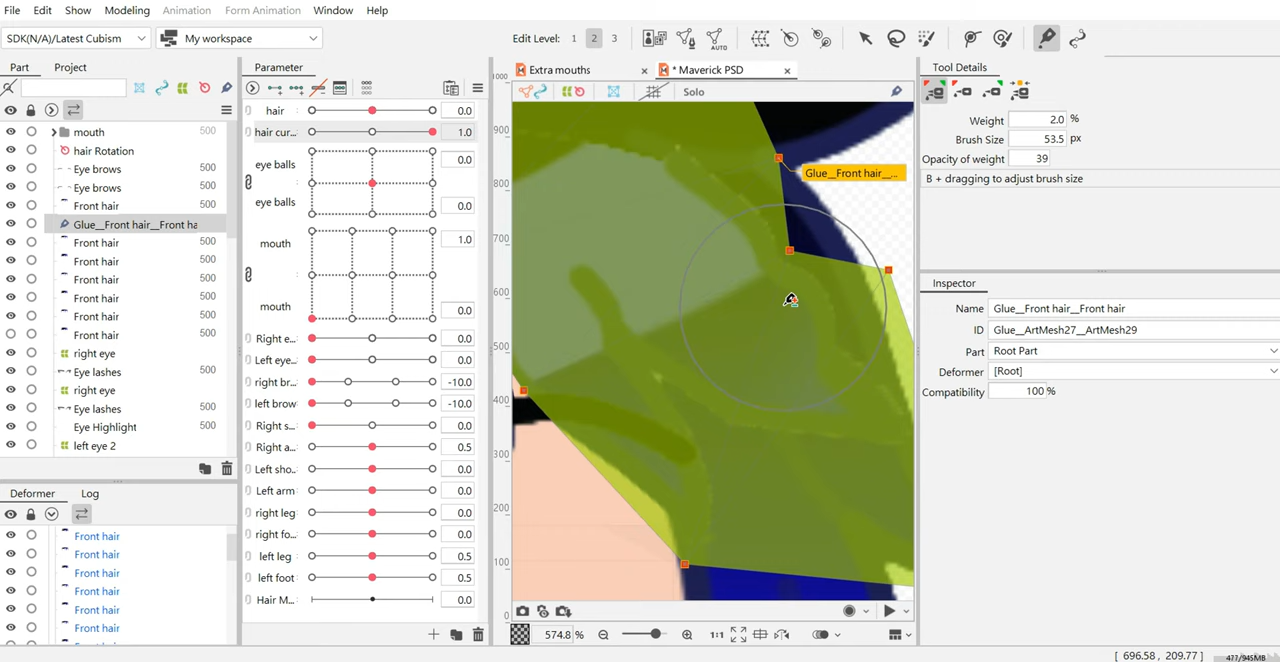 File Edit Show Modeling Animation Form Animation Window Help
SDK(N/A)/Latest Cubism My workspace Edit Level: 1 2 3 AUTO
Part Project
Parameter
Extra mouths * Maverick PSD
Tool Details
Solo
mouth 500
hair Rotation
Eye brows 500
Eye brows 500
Front hair 500
Glue__Front hair__Front ha
Front hair 500
Front hair 500
Front hair 500
Front hair 500
Front hair 500
Front hair 500
right eye
Eye lashes 500
right eye
Eye lashes 500
Eye Highlight 500
left eye 2
Deformer Log
Front hair
Front hair
Front hair
Front hair
Front hair
Front hair
hair 0.0
hair cur... 1.0
eye balls 0.0
eye balls 0.0
mouth 1.0
mouth 0.0
Right e... 0.0
Left eye... 0.0
right br... -10.0
left brow -10.0
Right s... 0.0
Right a... 0.5
Left sho... 0.0
Left arm 0.0
right leg 0.0
right fo... 0.0
left leg 0.5
left foot 0.5
Hair M... 0.0
1000
900
800
700
600
500
400
300
200
100
0
Glue__Front hair__...
574.8 % 1:1
Weight 2.0 %
Brush Size 53.5 px
Opacity of weight 39
B + dragging to adjust brush size
Inspector
Name Glue__Front hair__Front hair
ID Glue__ArtMesh27__ArtMesh29
Part Root Part
Deformer [Root]
Compatibility 100 %
[ 696.58 , 209.77 ] 477/945MB